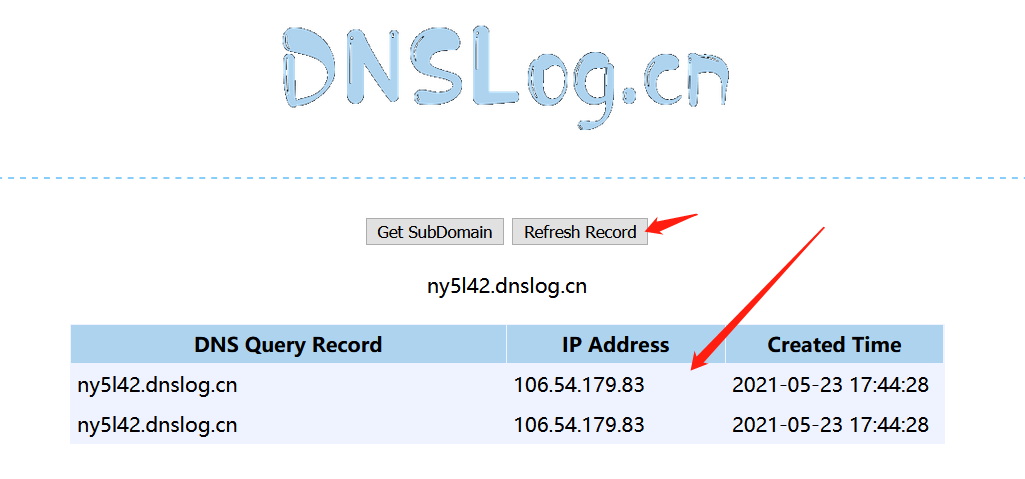 DNSLog.cn
Get SubDomain Refresh Record
ny5l42.dnslog.cn
DNS Query Record IP Address Created Time
ny5l42.dnslog.cn 106.54.179.83 2021-05-23 17:44:28
ny5l42.dnslog.cn 106.54.179.83 2021-05-23 17:44:28